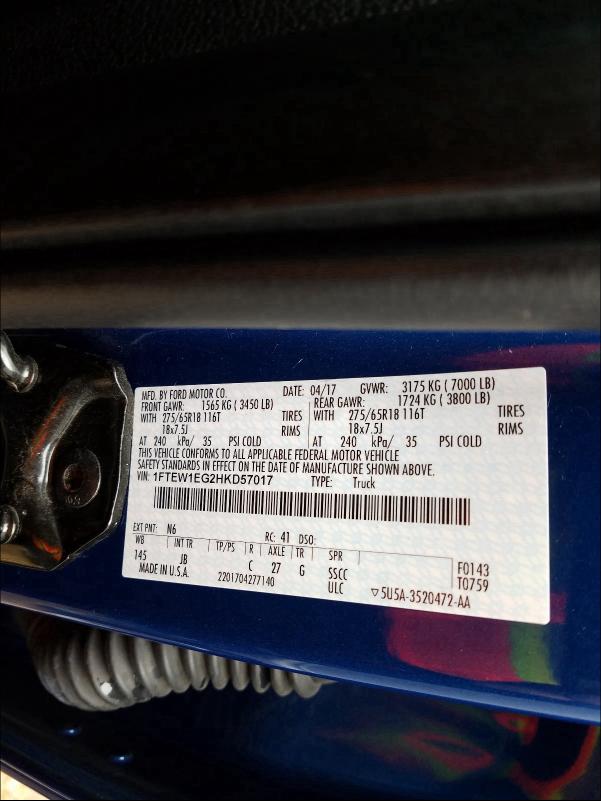 MFD. BY FORD MOTOR CO. DATE: 04/17 GVWR: 3175 KG ( 7000 LB)
FRONT GAWR: 1565 KG ( 3450 LB) REAR GAWR: 1724 KG ( 3800 LB)
WITH 275/65R18 116T TIRES WITH 275/65R18 116T TIRES
18x7.5J RIMS 18x7.5J RIMS
AT 240 kPa/ 35 PSI COLD AT 240 kPa/ 35 PSI COLD
THIS VEHICLE CONFORMS TO ALL APPLICABLE FEDERAL MOTOR VEHICLE
SAFETY STANDARDS IN EFFECT ON THE DATE OF MANUFACTURE SHOWN ABOVE.
VIN: 1FTEW1EG2HKD57017 TYPE: Truck
EXT PNT: N6 RC: 41 DSO:
WB INT TR TP/PS R AXLE TR SPR
145 JB C 27 G SSCC F0143
MADE IN U.S.A. 2201704277140 ULC T0759
▽5U5A-3520472-AA